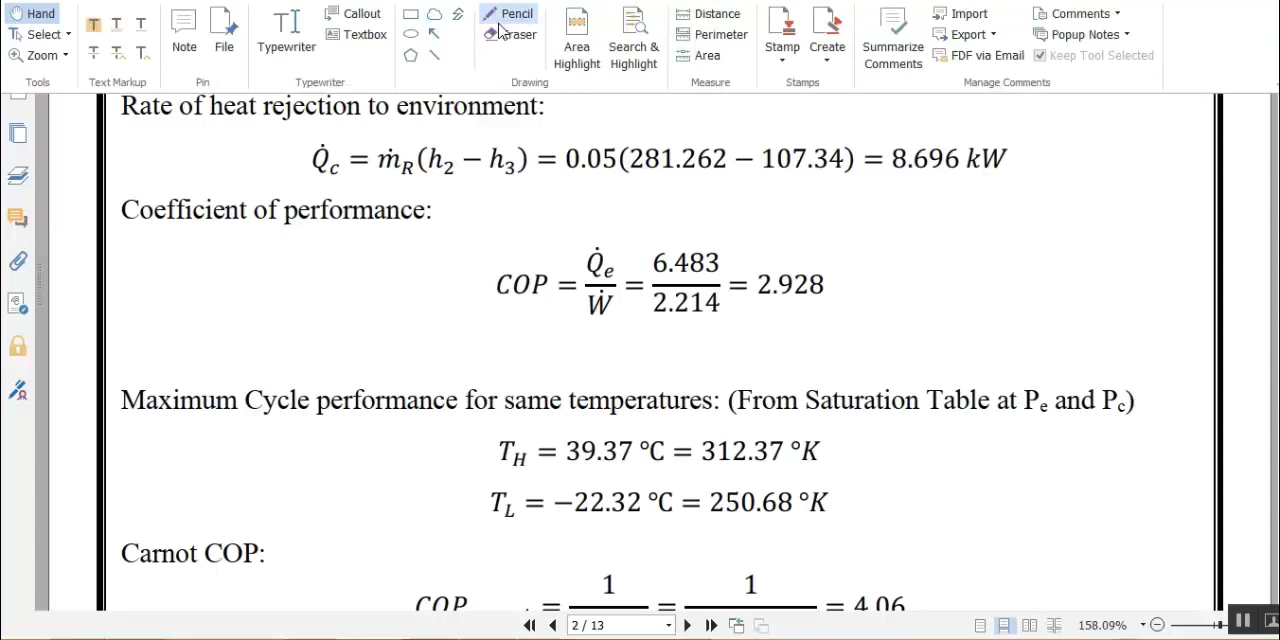 Hand
Select
Zoom
Tools
Text Markup
Note
File
Pin
Typewriter
Callout
Textbox
Typewriter
Pencil
Eraser
Drawing
Area Highlight
Search & Highlight
Distance
Perimeter
Area
Measure
Stamp
Create
Stamps
Summarize Comments
Import
Export
FDF via Email
Comments
Popup Notes
Keep Tool Selected
Manage Comments
Rate of heat rejection to environment:
Q̇c = ṁR(h2 − h3) = 0.05(281.262 − 107.34) = 8.696 kW
Coefficient of performance:
COP = Q̇e/Ẇ = 6.483/2.214 = 2.928
Maximum Cycle performance for same temperatures: (From Saturation Table at Pe and Pc)
TH = 39.37 ℃ = 312.37 °K
TL = −22.32 ℃ = 250.68 °K
Carnot COP:
COP = 1 = 1 = 4.06
2 / 13
158.09%